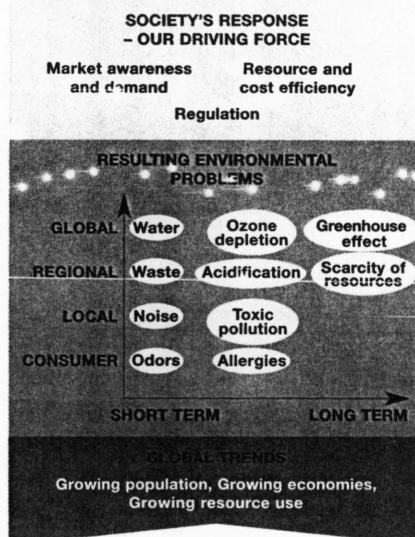 SOCIETY'S RESPONSE
– OUR DRIVING FORCE
Market awareness
and demand
Resource and
cost efficiency
Regulation
RESULTING ENVIRONMENTAL
PROBLEMS
GLOBAL Water Ozone depletion Greenhouse effect
REGIONAL Waste Acidification Scarcity of resources
LOCAL Noise Toxic pollution
CONSUMER Odors Allergies
SHORT TERM LONG TERM
GLOBAL TRENDS
Growing population, Growing economies,
Growing resource use